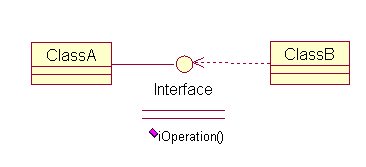 ClassA
ClassB
Interface
iOperation()